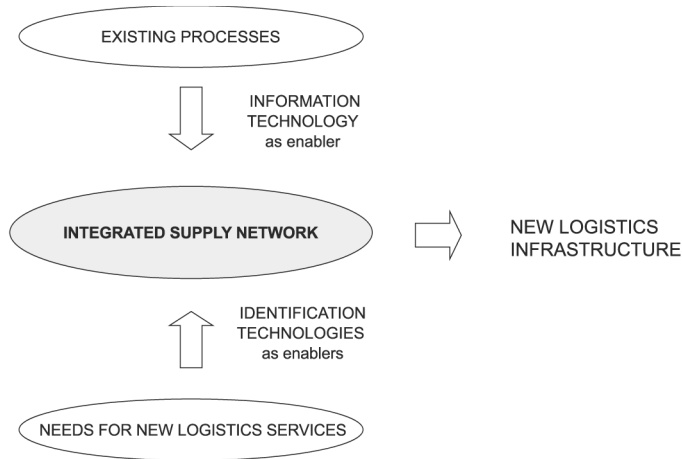 EXISTING PROCESSES
INFORMATION
TECHNOLOGY
as enabler
INTEGRATED SUPPLY NETWORK
NEW LOGISTICS
INFRASTRUCTURE
IDENTIFICATION
TECHNOLOGIES
as enablers
NEEDS FOR NEW LOGISTICS SERVICES